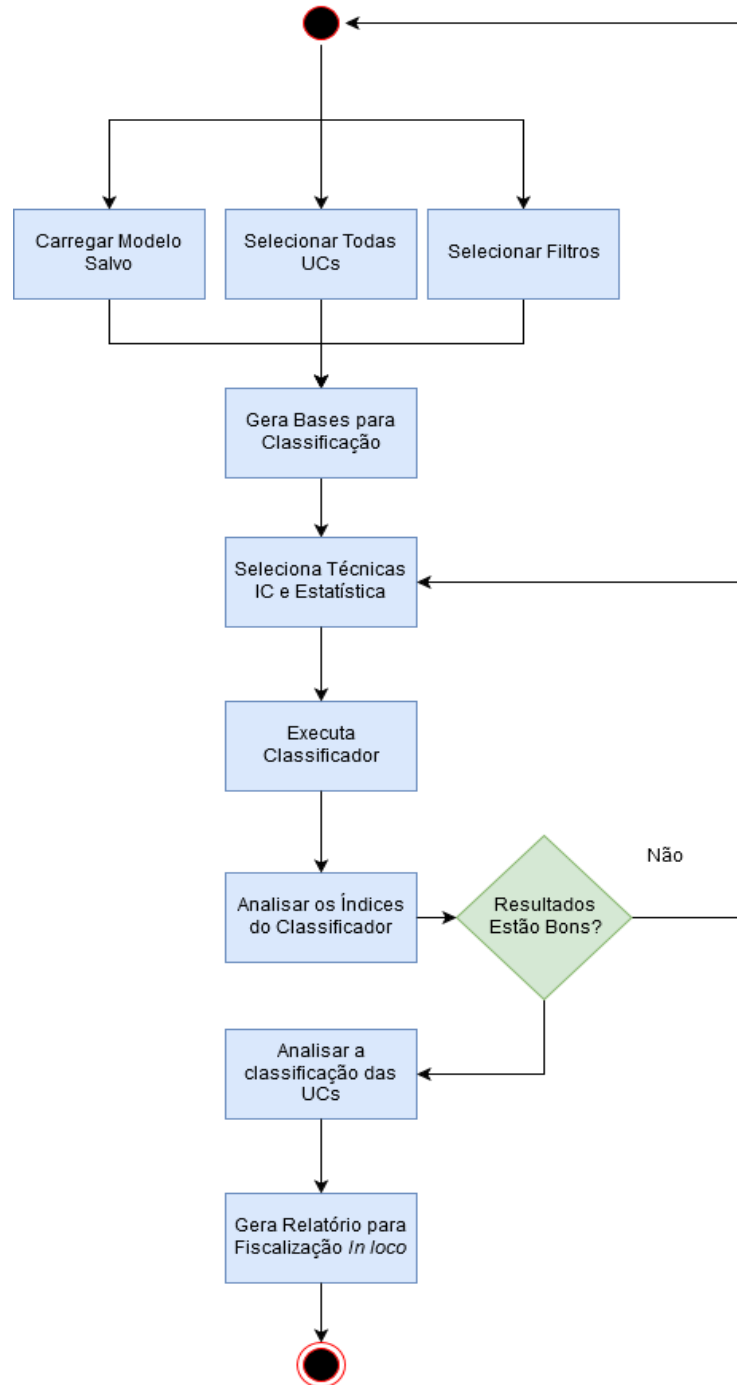 Carregar Modelo
Salvo
Selecionar Todas
UCs
Selecionar Filtros
Gera Bases para
Classificação
Seleciona Técnicas
IC e Estatística
Executa
Classificador
Analisar os Índices
do Classificador
Resultados
Estão Bons?
Não
Analisar a
classificação das
UCs
Gera Relatório para
Fiscalização In loco